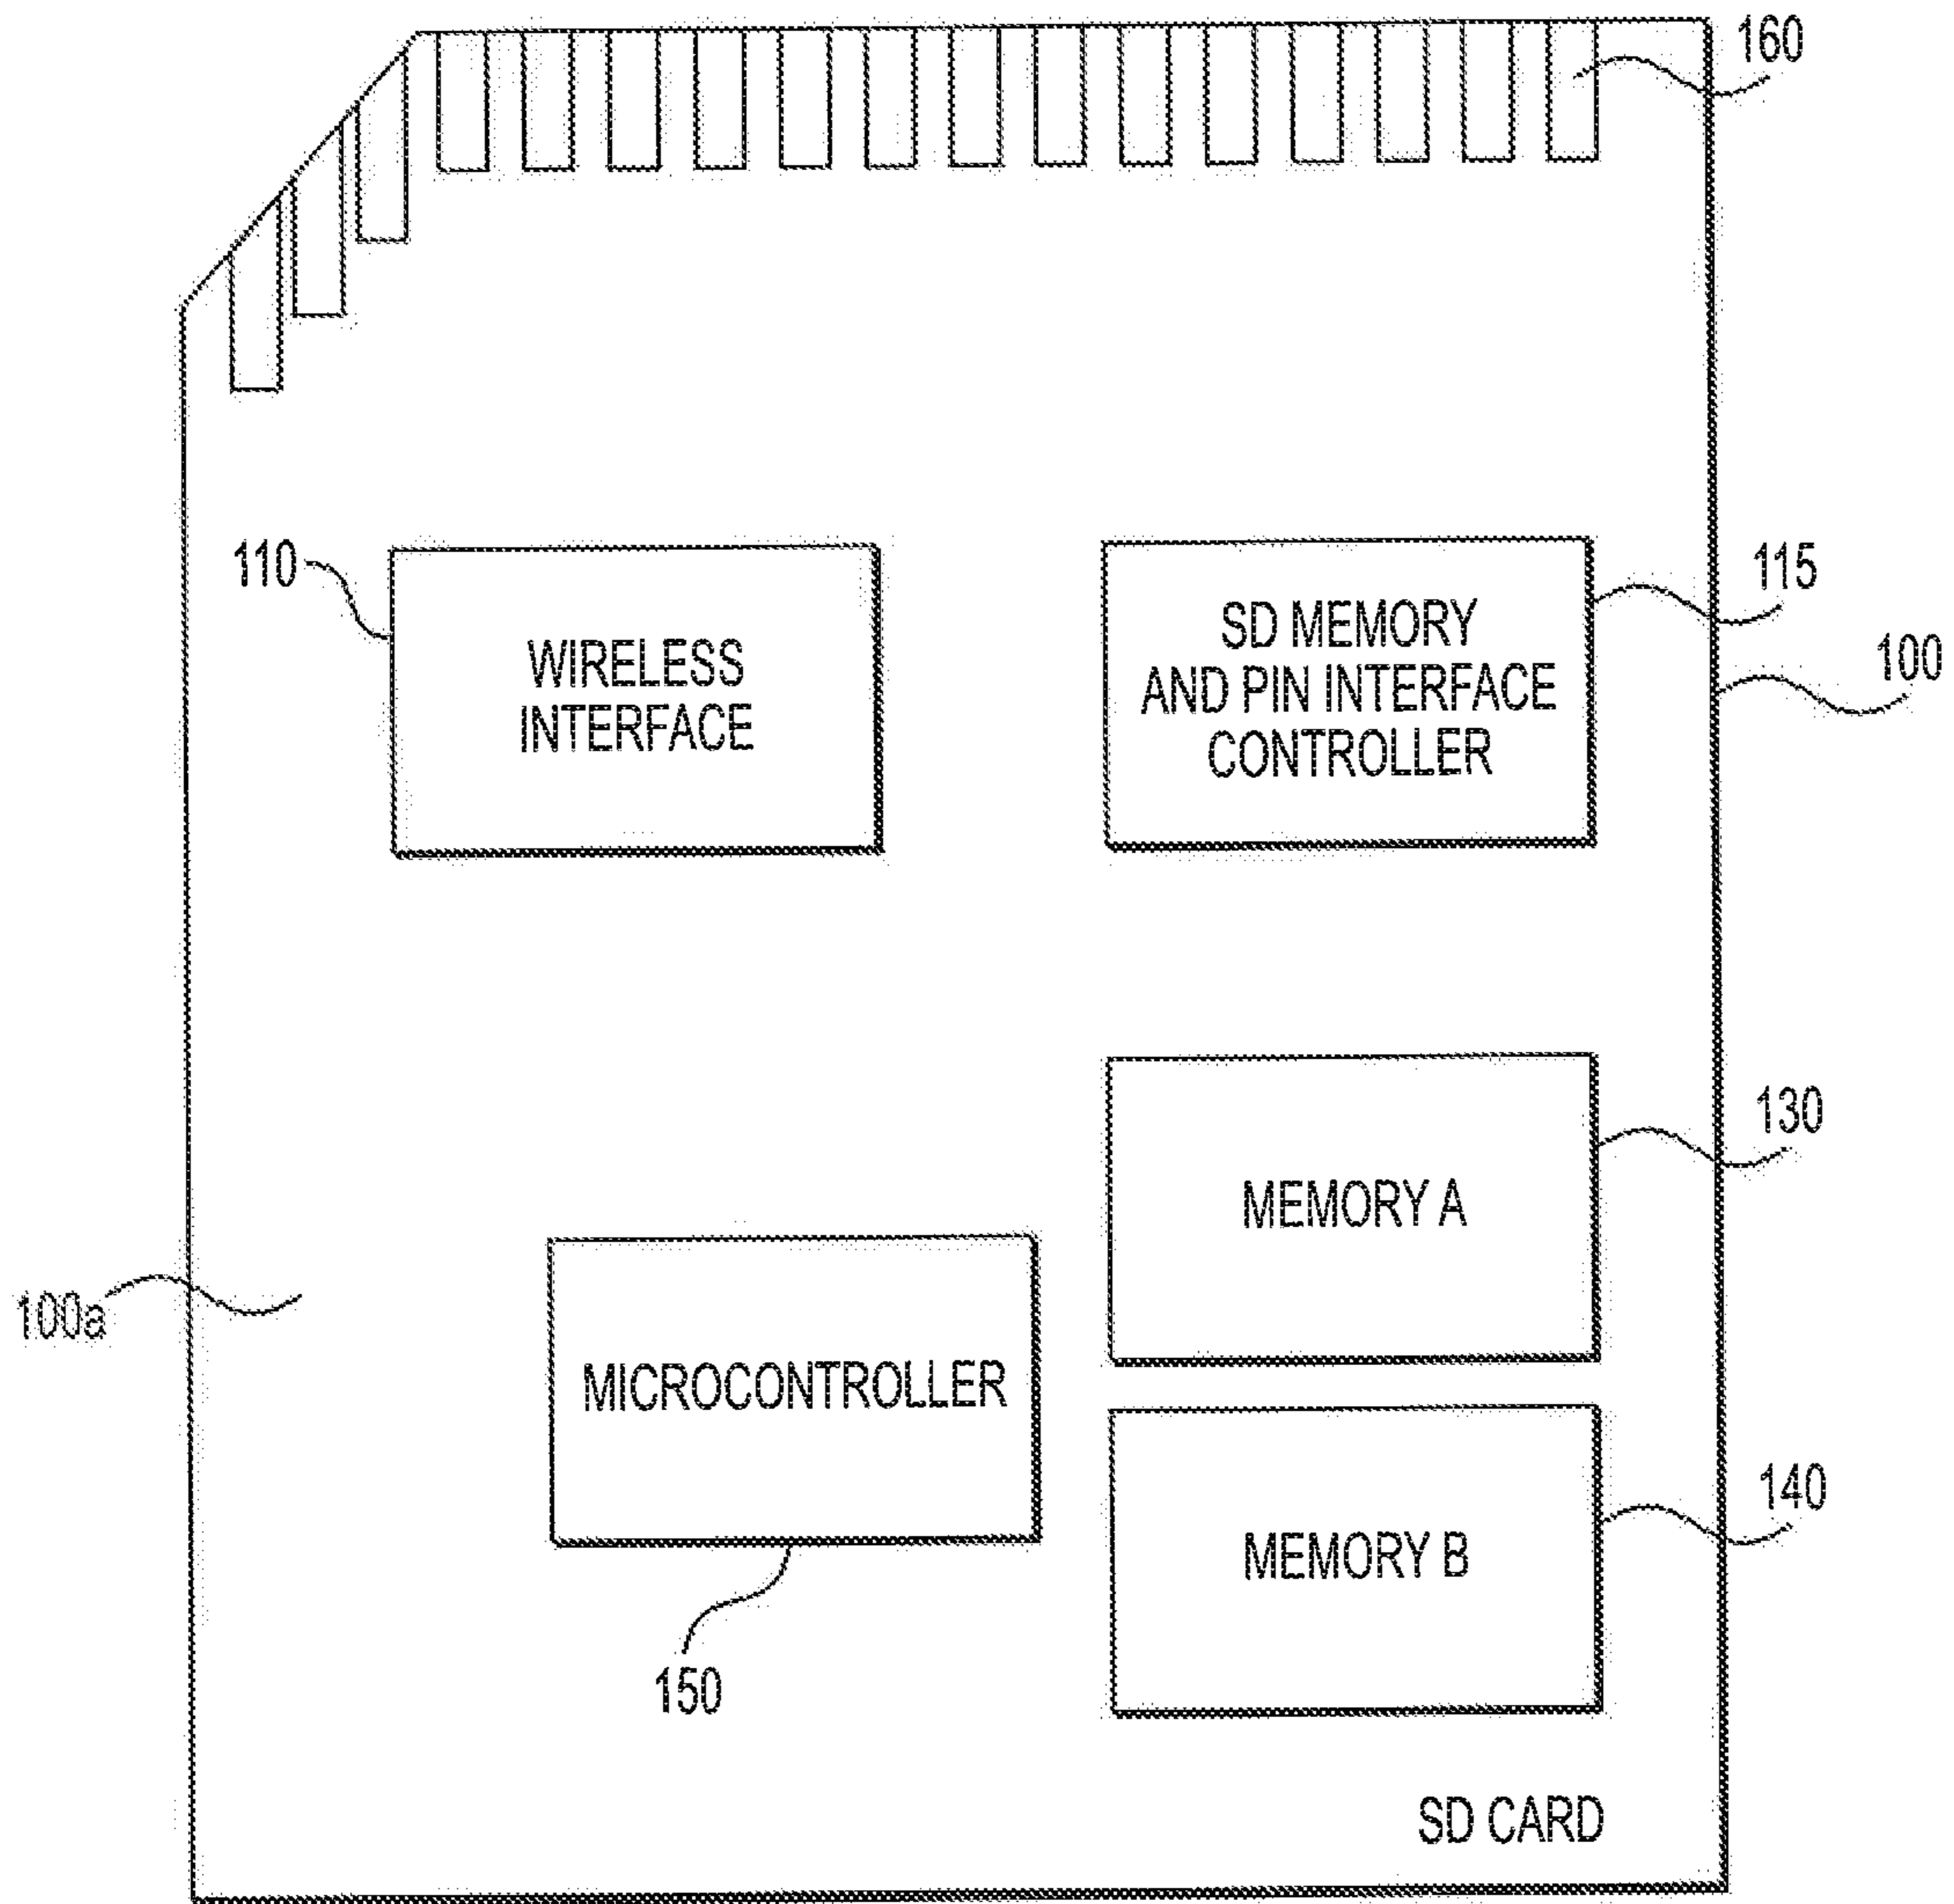 160
110
WIRELESS
INTERFACE
SD MEMORY
AND PIN INTERFACE
CONTROLLER
115
100
130
MEMORY A
100a
MICROCONTROLLER
150
140
MEMORY B
SD CARD